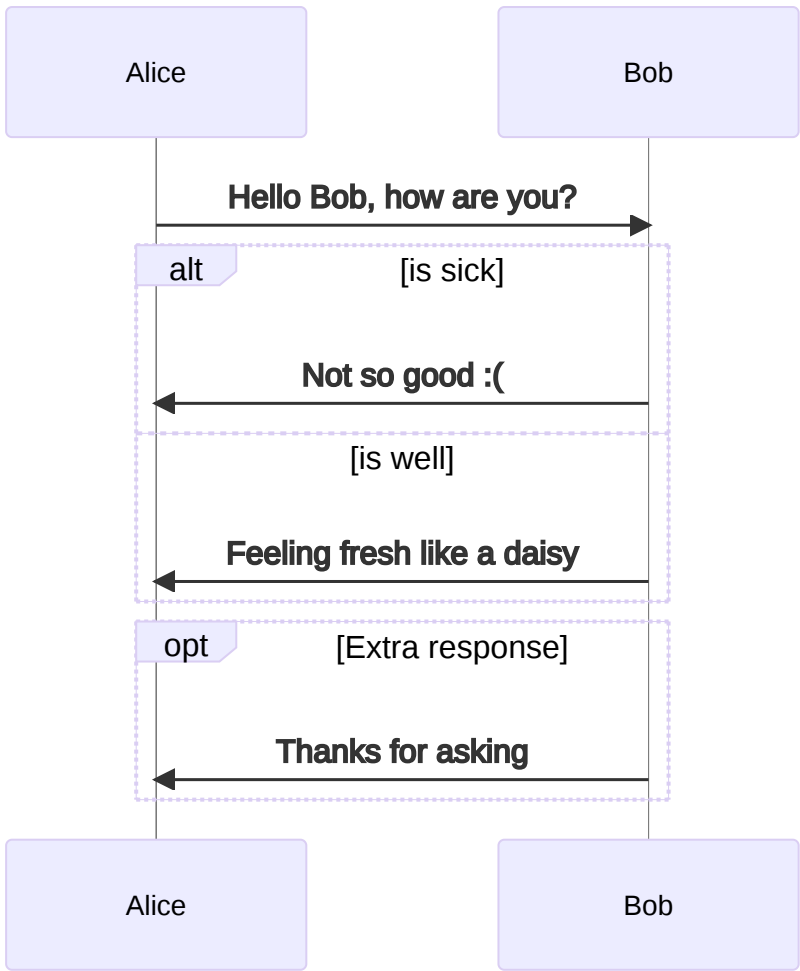 Alice
Bob
Hello Bob, how are you?
alt
[is sick]
Not so good :(
[is well]
Feeling fresh like a daisy
opt
[Extra response]
Thanks for asking
Alice
Bob